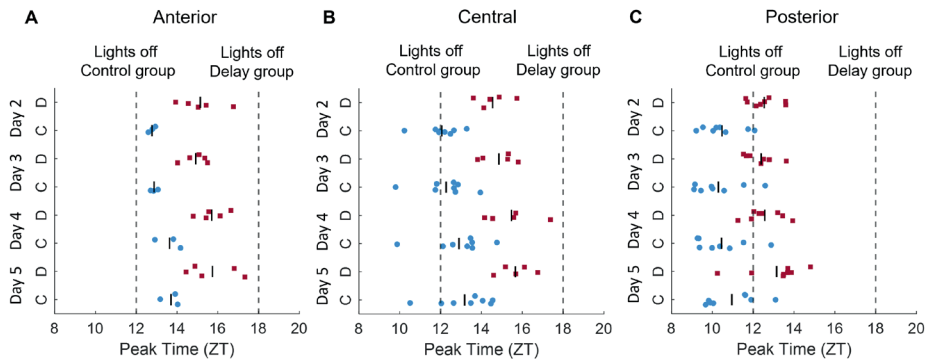 A Anterior
Lights off Lights off
Control group Delay group
Day 2 D
C
Day 3 D
C
Day 4 D
C
Day 5 D
C
8 10 12 14 16 18 20
Peak Time (ZT)
B Central
Lights off Lights off
Control group Delay group
Day 2 D
C
Day 3 D
C
Day 4 D
C
Day 5 D
C
8 10 12 14 16 18 20
Peak Time (ZT)
C Posterior
Lights off Lights off
Control group Delay group
Day 2 D
C
Day 3 D
C
Day 4 D
C
Day 5 D
C
8 10 12 14 16 18 20
Peak Time (ZT)